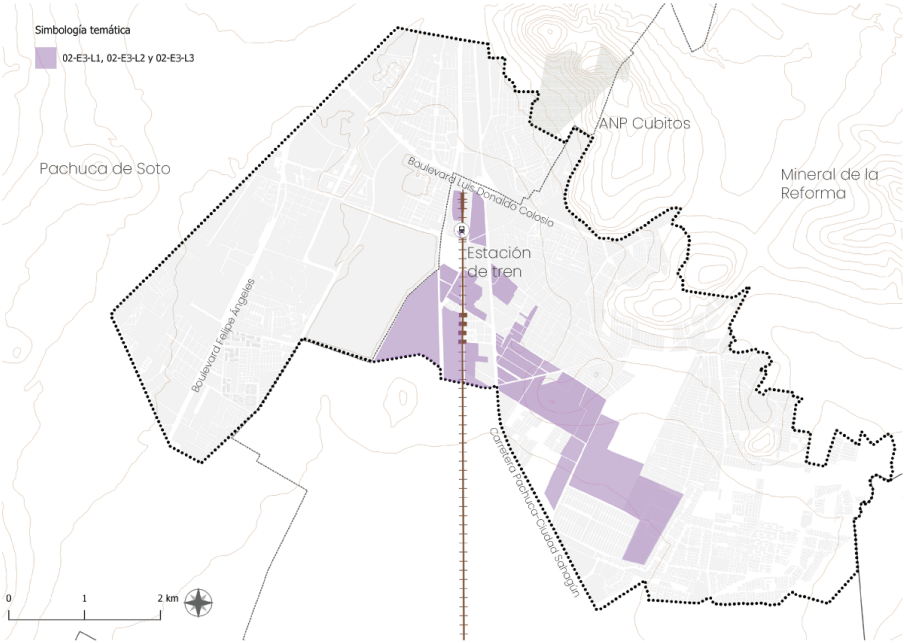 Simbología temática
02-E3-L1, 02-E3-L2 y 02-E3-L3
ANP Cubitos
Pachuca de Soto
Boulevard Luis Donaldo Colosio
Mineral de la
Reforma
Estación
de tren
Boulevard Felipe Ángeles
Carretera Pachuca-Ciudad Sahagún
0 1 2 km